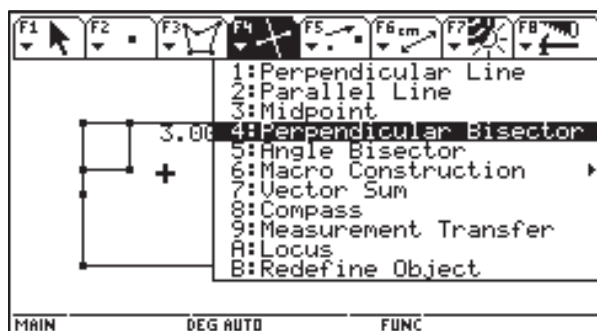 F1 F2 F3 F4 F5 F6 cm F7 F8
1:Perpendicular Line
2:Parallel Line
3:Midpoint
3.00 4:Perpendicular Bisector
5:Angle Bisector
6:Macro Construction
7:Vector Sum
8:Compass
9:Measurement Transfer
A:Locus
B:Redefine Object
MAIN DEG AUTO FUNC